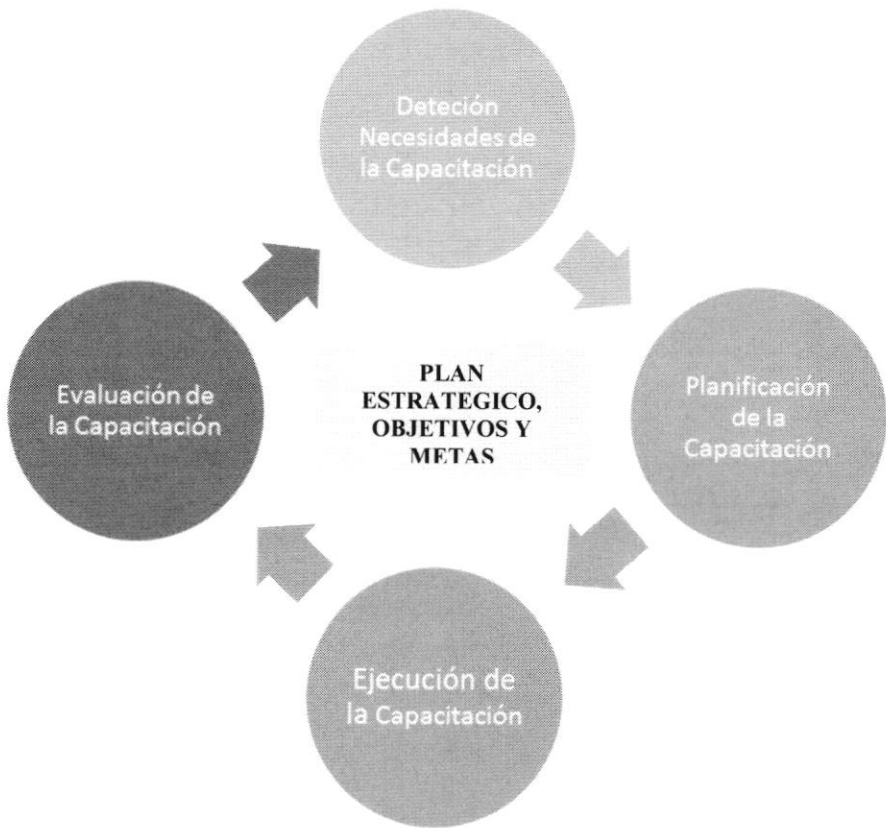 Deteción
Necesidades de
la Capacitación
Evaluación de
la Capacitación
PLAN
ESTRATEGICO,
OBJETIVOS Y
METAS
Planificación
de la
Capacitación
Ejecución de
la Capacitación